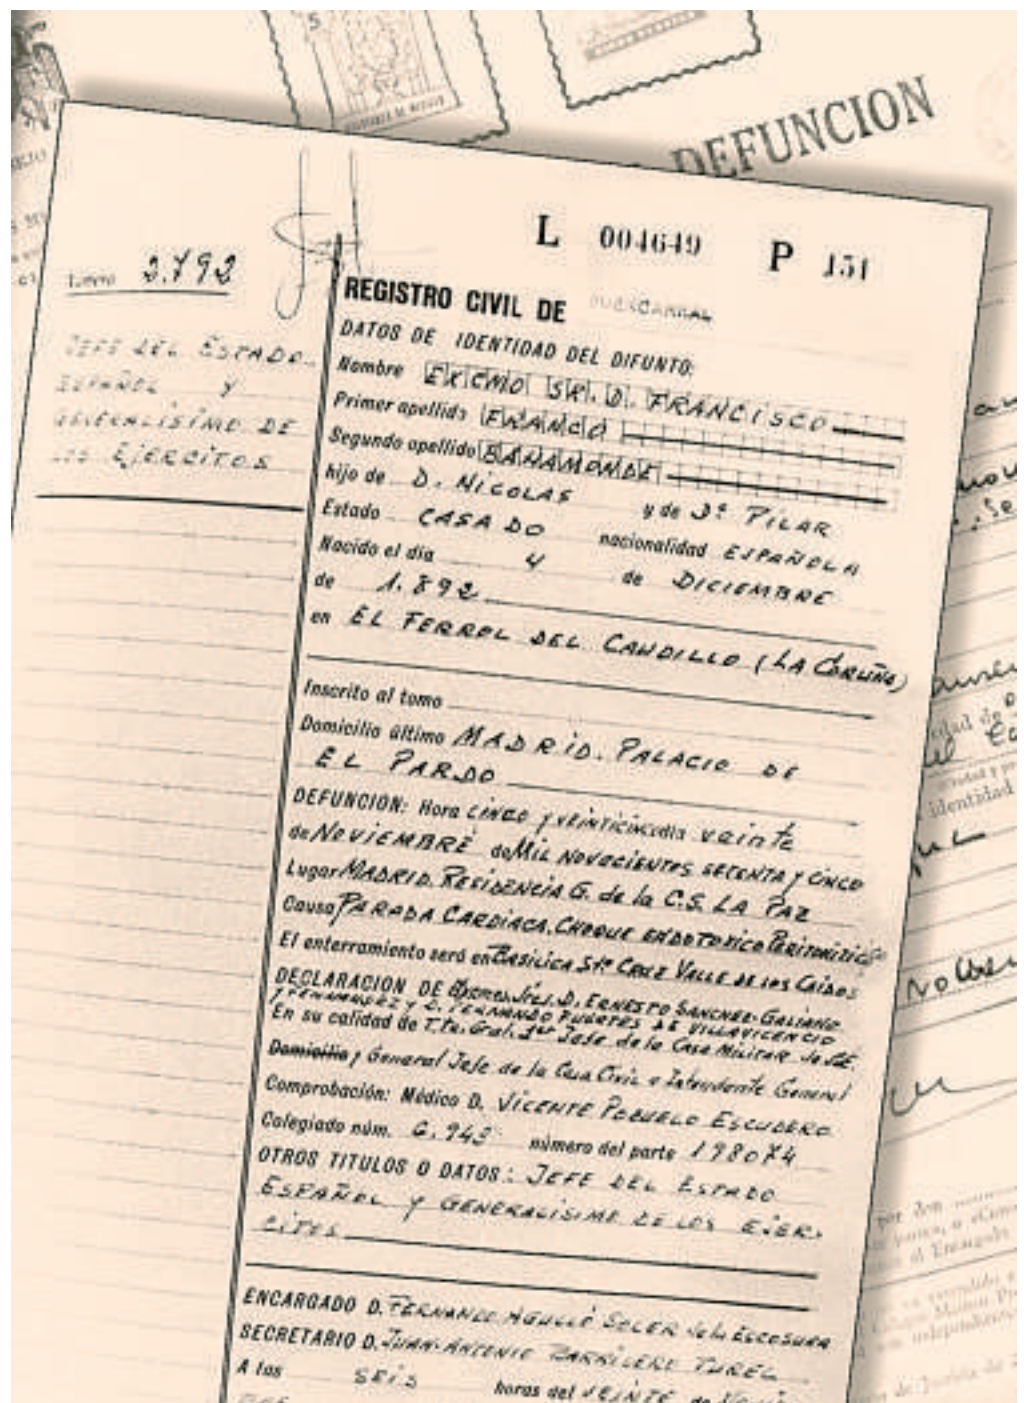 DEFUNCION
L 004649 P 151
2.792
REGISTRO CIVIL DE
JEFE DEL ESTADO
ESPAÑOL Y
GENERALISIMO DE
LOS EJERCITOS
DATOS DE IDENTIDAD DEL DIFUNTO:
Nombre EXCMO SR. D. FRANCISCO
Primer apellido FRANCO
Segundo apellido BAHAMONDE
hijo de D. NICOLAS y de Dª PILAR
Estado CASADO nacionalidad ESPAÑOLA
Nacido el día 4 de DICIEMBRE
de 1.892
en EL FERROL DEL CAUDILLO (LA CORUÑA)
Inscrito al tomo
Domicilio último MADRID. PALACIO DE
EL PARDO
DEFUNCION: Hora CINCO y VEINTICINCO día veinte
de NOVIEMBRE de MIL NOVECIENTOS SETENTA Y CINCO
Lugar MADRID. RESIDENCIA G. de la C.S. LA PAZ
Causa PARADA CARDIACA. CHOQUE ENDOTOXICO
El enterramiento será en BASILICA Stª CRUZ VALLE DE LOS CAIDOS
DECLARACION DE Excmos. Sres. D. ERNESTO SANCHEZ-GALIANO
Y FERNANDEZ Y D. FERNANDO FUERTES DE VILLAVICENCIO
En su calidad de Tte. Gral. 1er Jefe de la Casa MILITAR de S.E.
Domicilio y General Jefe de la Casa Civil e Intendente General
Comprobación: Médico D. VICENTE POZUELO ESCUDERO
Colegiado núm. 6.943 número del parte 198074
OTROS TITULOS O DATOS: JEFE DEL ESTADO
ESPAÑOL Y GENERALISIMO DE LOS EJER-
CITOS
ENCARGADO D. FERNANDO SOLER de la ESCOSURA
SECRETARIO D. JUAN-ANTONIO
A las SEIS horas del VEINTE de
identidad